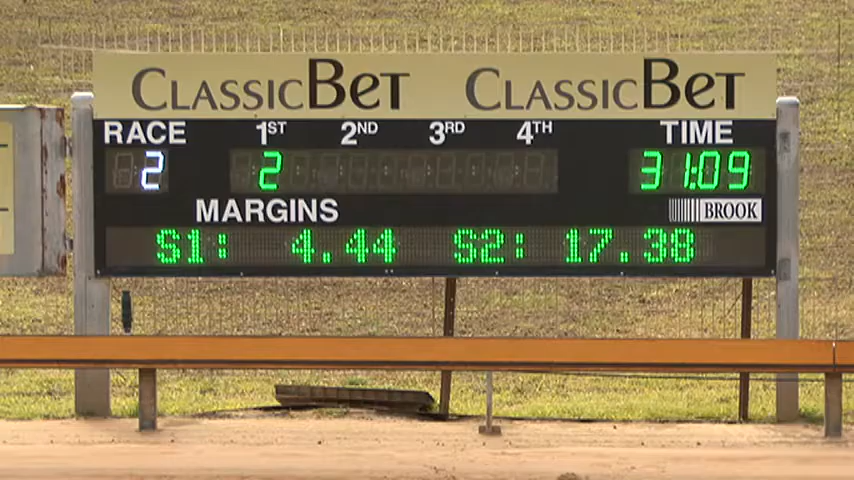 CLASSICBET CLASSICBET
RACE 1ST 2ND 3RD 4TH TIME
2 2 31:09
MARGINS BROOK
S1: 4.44 S2: 17.38